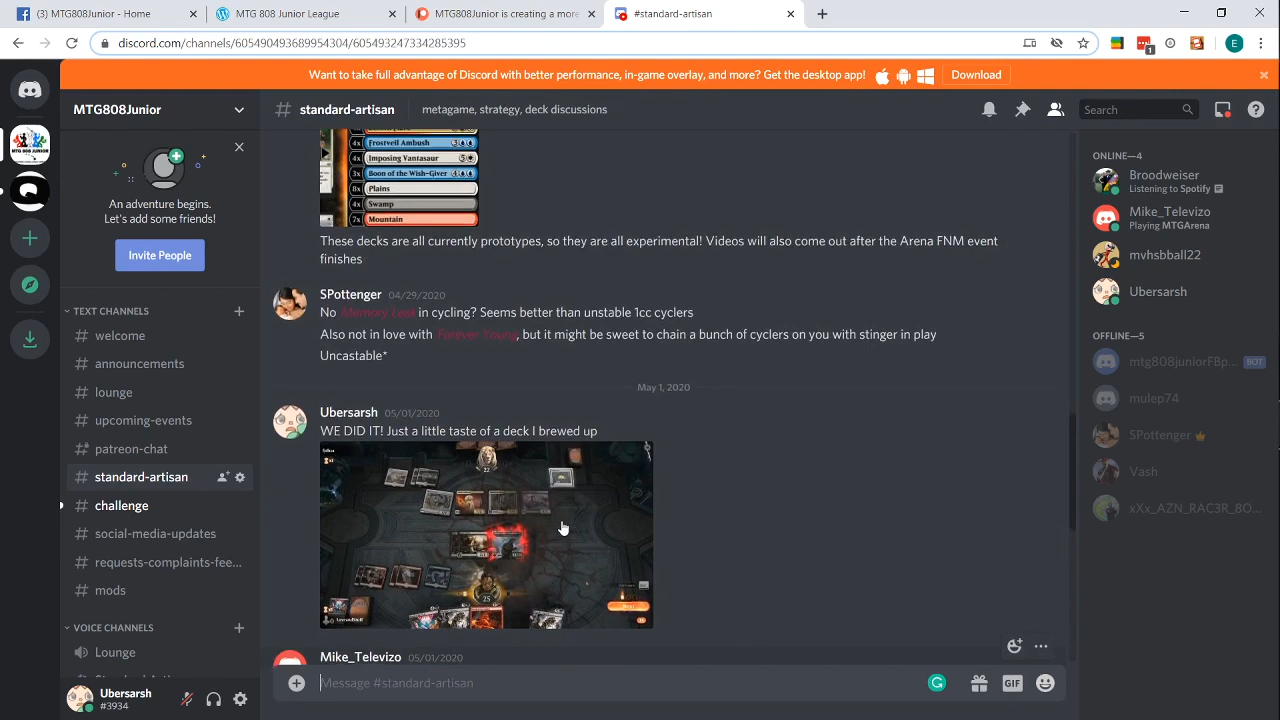 MTG808Junior - Home
MTG 808 Junior League
MTG808Junior is creating a more
#standard-artisan
discord.com/channels/605490493689954304/605493247334285395
1
E
Want to take full advantage of Discord with better performance, in-game overlay, and more? Get the desktop app!
Download
MTG808Junior
standard-artisan
metagame, strategy, deck discussions
Search
An adventure begins.
Let's add some friends!
Invite People
TEXT CHANNELS
welcome
announcements
lounge
upcoming-events
patreon-chat
standard-artisan
challenge
social-media-updates
requests-complaints-fee...
mods
VOICE CHANNELS
Lounge
Ubersarsh
#3934
4x Frostveil Ambush
4x Imposing Vantasaur
3x Boon of the Wish-Giver
8x Plains
4x Swamp
7x Mountain
These decks are all currently prototypes, so they are all experimental! Videos will also come out after the Arena FNM event
finishes
SPottenger 04/29/2020
No Memory Leak in cycling? Seems better than unstable 1cc cyclers
Also not in love with Forever Young, but it might be sweet to chain a bunch of cyclers on you with stinger in play
Uncastable*
May 1, 2020
Ubersarsh 05/01/2020
WE DID IT! Just a little taste of a deck I brewed up
22
25
Mike_Televizo 05/01/2020
Message #standard-artisan
GIF
ONLINE—4
Broodweiser
Listening to Spotify
Mike_Televizo
Playing MTGArena
mvhsbball22
Ubersarsh
OFFLINE—5
mtg808juniorFBp...
BOT
mulep74
SPottenger
Vash
xXx_AZN_RAC3R_8O...